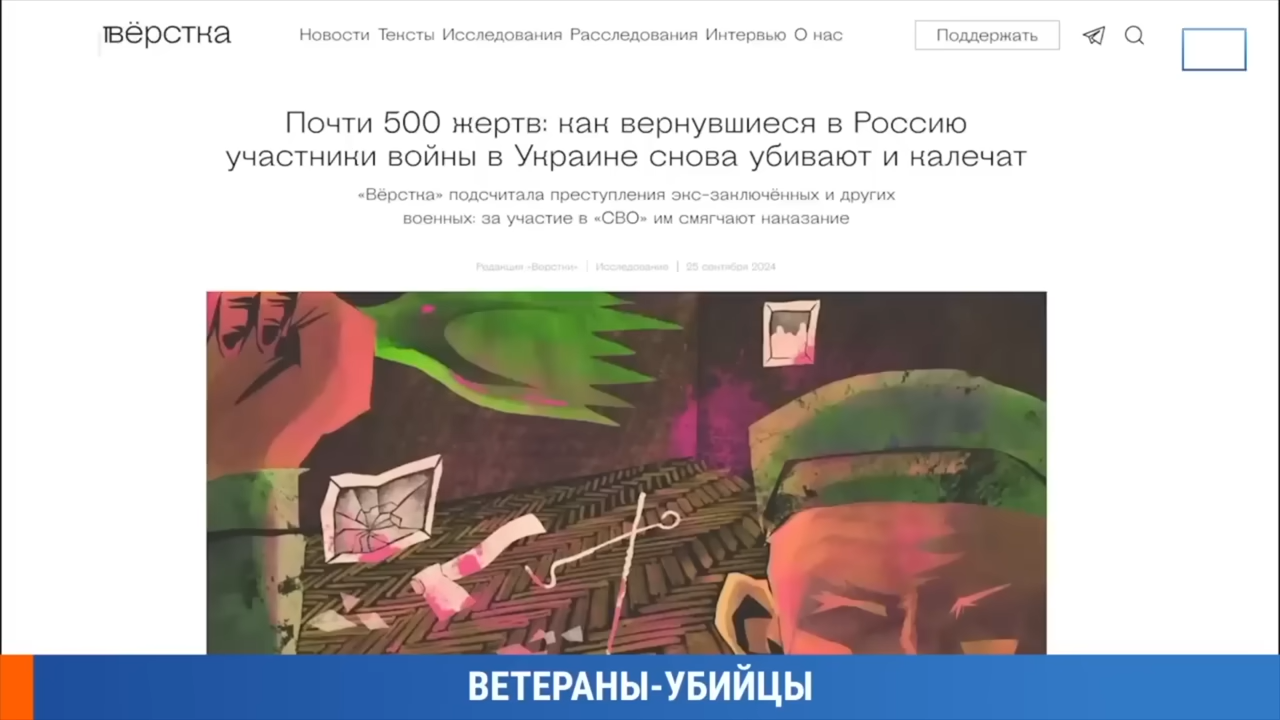 вёрстка
Новости Тексты Исследования Расследования Интервью О нас
Поддержать
Почти 500 жертв: как вернувшиеся в Россию
участники войны в Украине снова убивают и калечат
«Вёрстка» подсчитала преступления экс-заключённых и других
военных: за участие в «СВО» им смягчают наказание
Редакция «Верстки» | Исследование | 25 сентября 2024
ВЕТЕРАНЫ-УБИЙЦЫ